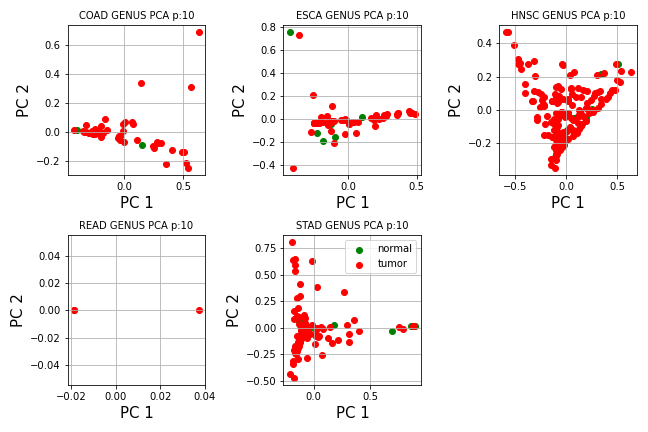 COAD GENUS PCA p:10
0.6
0.4
0.2
0.0
−0.2
PC 2
0.0
0.5
PC 1
ESCA GENUS PCA p:10
0.8
0.6
0.4
0.2
0.0
−0.2
−0.4
PC 2
0.0
0.5
PC 1
HNSC GENUS PCA p:10
0.4
0.2
0.0
−0.2
PC 2
−0.5
0.0
0.5
PC 1
READ GENUS PCA p:10
0.04
0.02
0.00
−0.02
−0.04
PC 2
−0.02
0.00
0.02
0.04
PC 1
STAD GENUS PCA p:10
normal
tumor
0.75
0.50
0.25
0.00
−0.25
−0.50
PC 2
0.0
0.5
PC 1